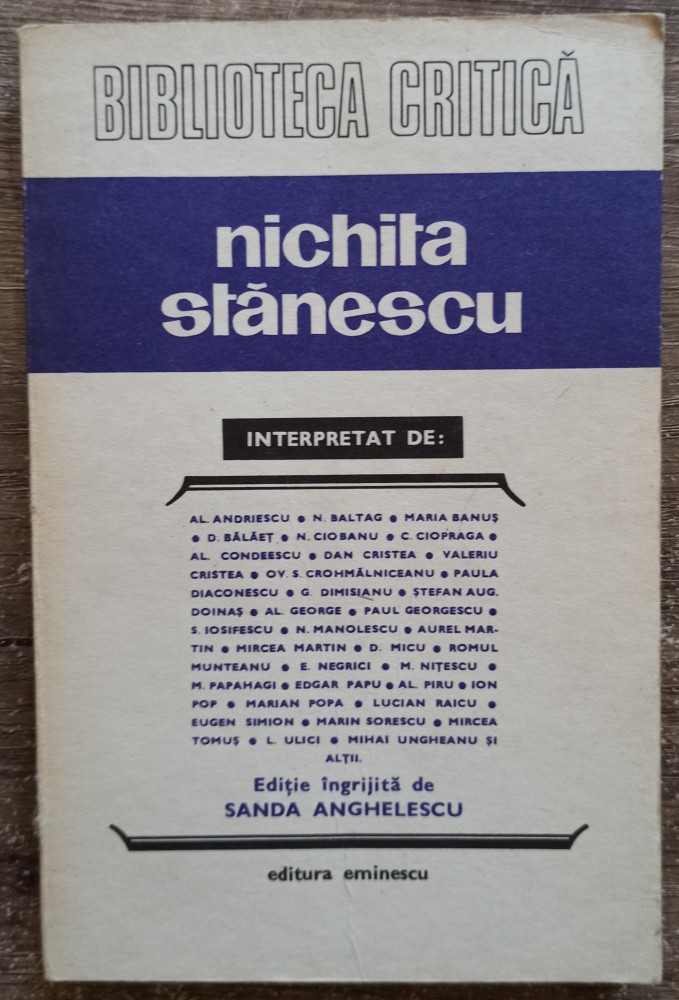 BIBLIOTECA CRITICĂ
nichita
stănescu
INTERPRETAT DE:
AL. ANDRIESCU ● N. BALTAG ● MARIA BANUȘ
● D. BĂLĂEȚ ● N. CIOBANU ● C. CIOPRAGA ●
AL. CONDEESCU ● DAN CRISTEA ● VALERIU
CRISTEA ● OV. S. CROHMĂLNICEANU ● PAULA
DIACONESCU ● G. DIMISIANU ● ȘTEFAN AUG.
DOINAȘ ● AL. GEORGE ● PAUL GEORGESCU ●
S. IOSIFESCU ● N. MANOLESCU ● AUREL MAR-
TIN ● MIRCEA MARTIN ● D. MICU ● ROMUL
MUNTEANU ● E. NEGRICI ● M. NIȚESCU ●
M. PAPAHAGI ● EDGAR PAPU ● AL. PIRU ● ION
POP ● MARIAN POPA ● LUCIAN RAICU ●
EUGEN SIMION ● MARIN SORESCU ● MIRCEA
TOMUȘ ● L. ULICI ● MIHAI UNGHEANU ȘI
ALȚII.
Ediție îngrijită de
SANDA ANGHELESCU
editura eminescu